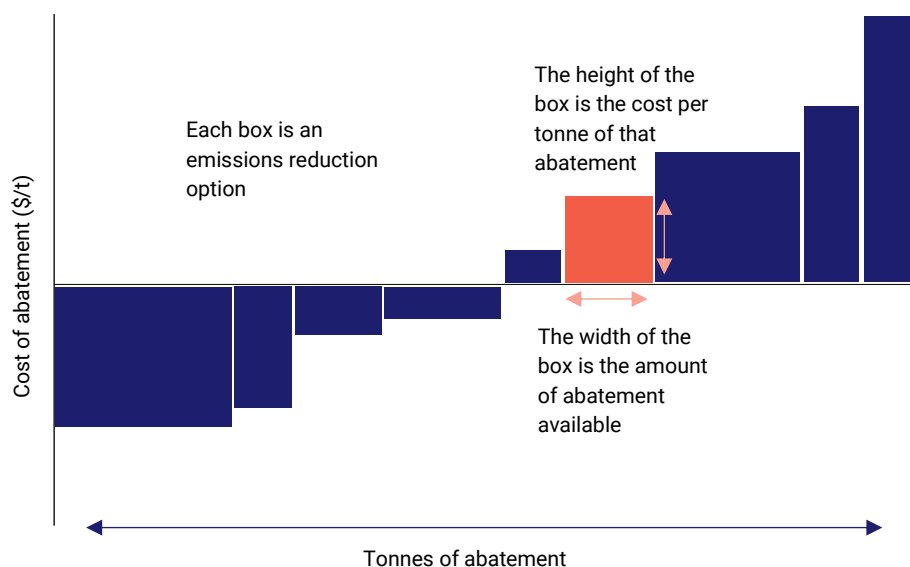 The height of the
box is the cost per
tonne of that
abatement
Each box is an
emissions reduction
option
Cost of abatement ($/t)
The width of the
box is the amount
of abatement
available
Tonnes of abatement